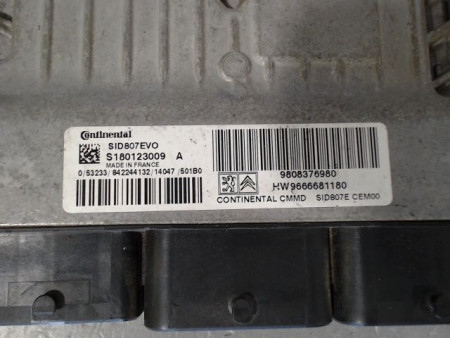 Continental
SID807EVO
S180123009 A
MADE IN FRANCE
0/53233/842244132/14047/501B0
9808376980
HW9666681180
CONTINENTAL CMMD SID807E CEM00